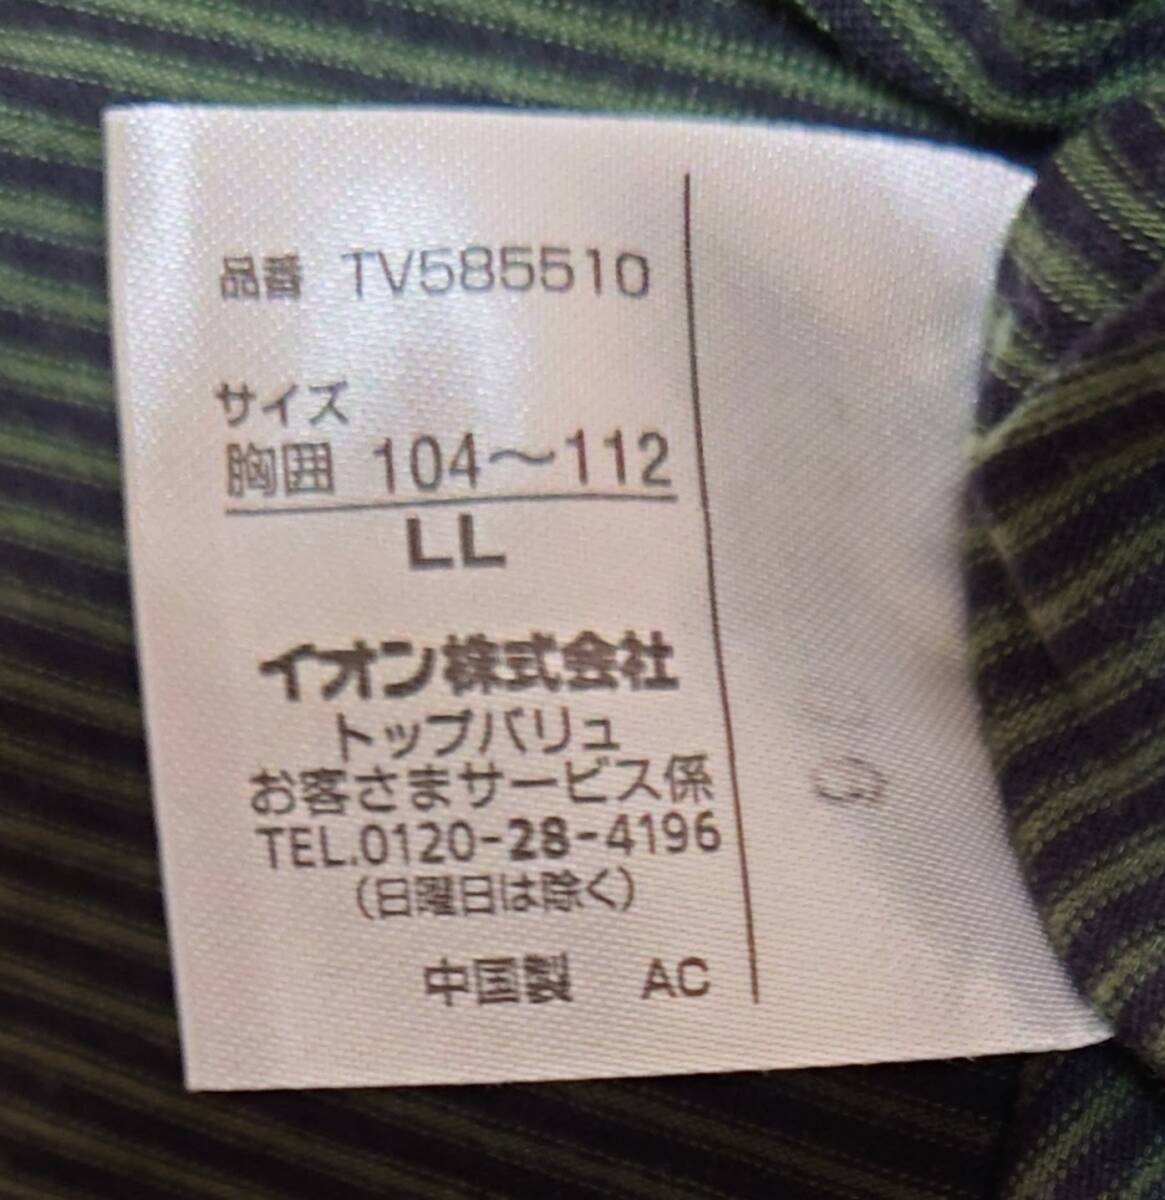 品番 TV585510
サイズ
胸囲 104～112
LL
イオン株式会社
トップバリュ
お客さまサービス係
TEL.0120-28-4196
(日曜日は除く)
中国製 AC